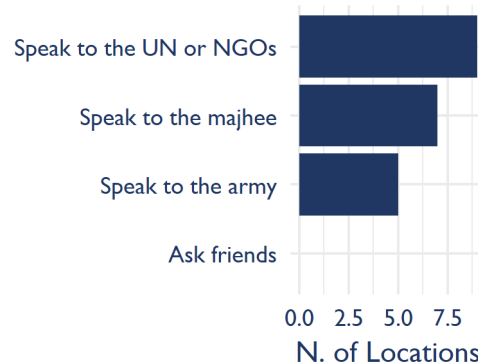 Speak to the UN or NGOs
Speak to the majhee
Speak to the army
Ask friends
0.0 2.5 5.0 7.5
N. of Locations